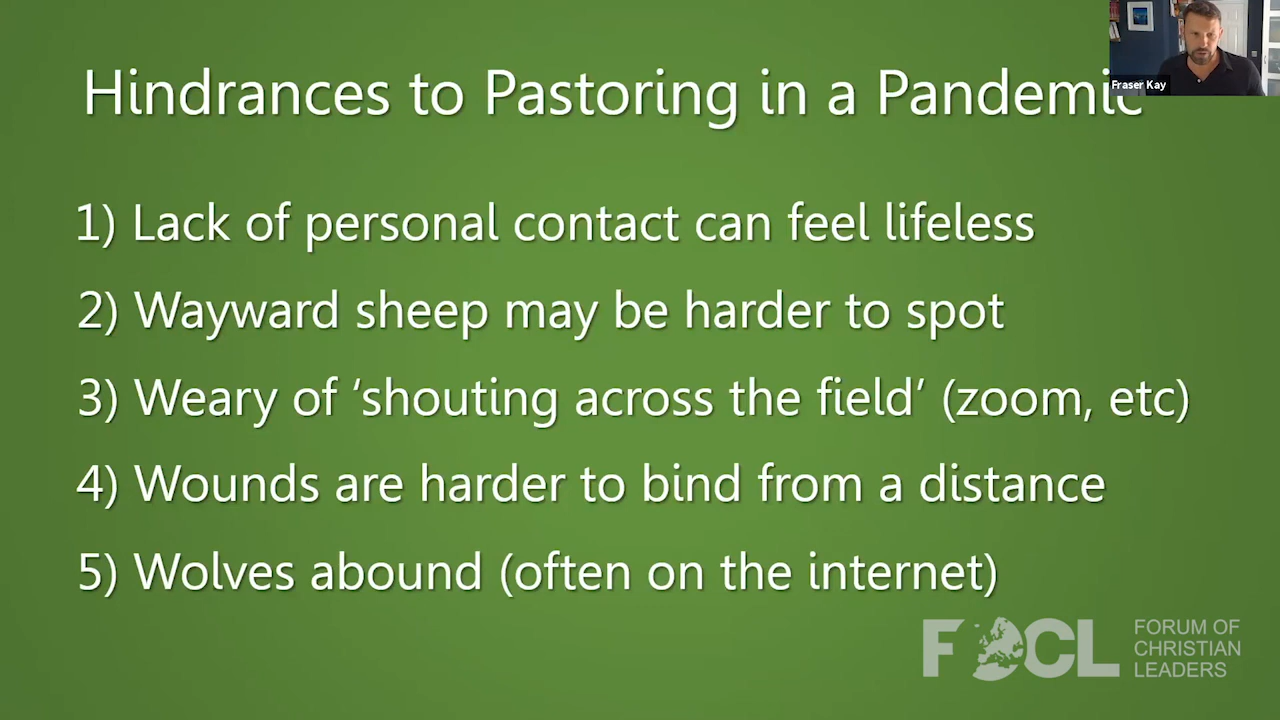 Hindrances to Pastoring in a Pandemic
Fraser Kay
1) Lack of personal contact can feel lifeless
2) Wayward sheep may be harder to spot
3) Weary of ‘shouting across the field’ (zoom, etc)
4) Wounds are harder to bind from a distance
5) Wolves abound (often on the internet)
FOCL
FORUM OF
CHRISTIAN
LEADERS